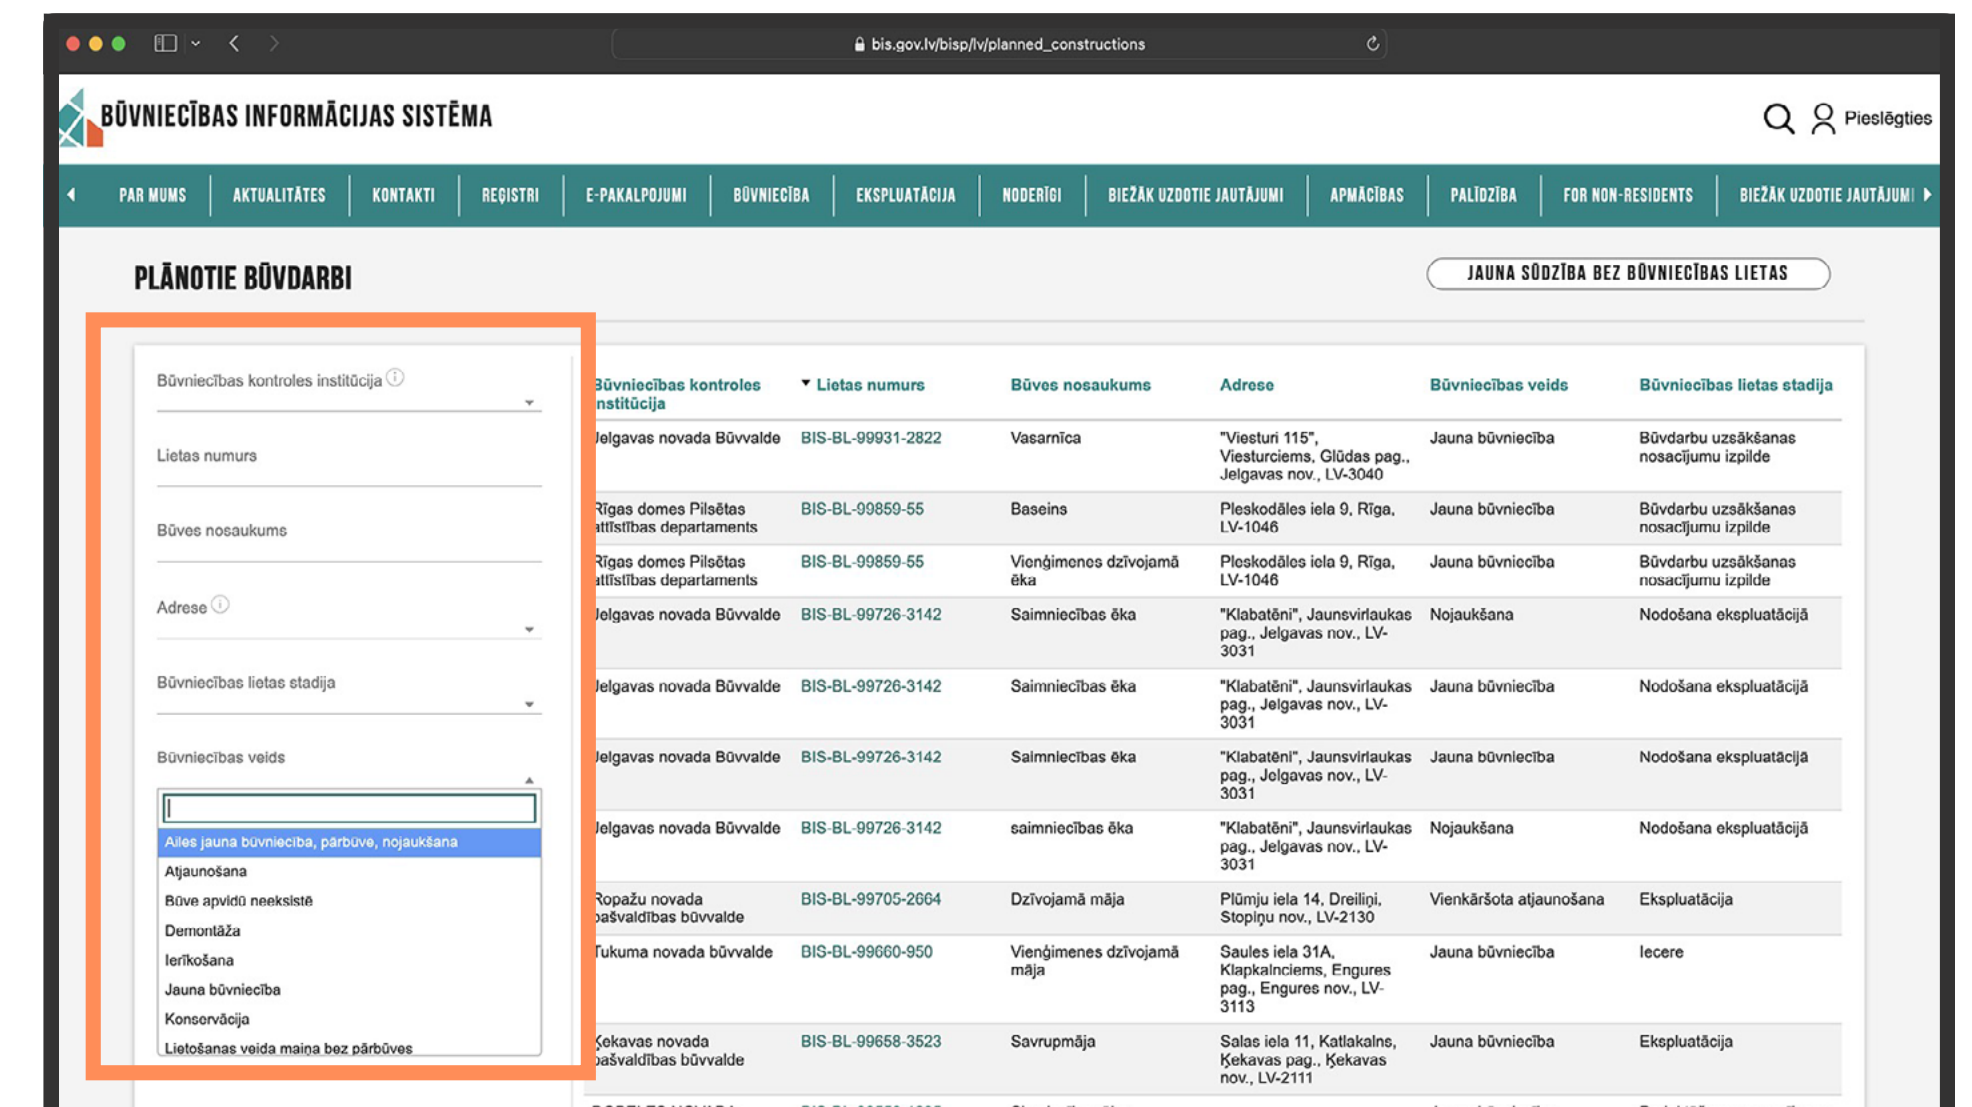 bis.gov.lv/bisp/lv/planned_constructions
BŪVNIECĪBAS INFORMĀCIJAS SISTĒMA
Pieslēgties
PAR MUMS AKTUALITĀTES KONTAKTI REĢISTRI E-PAKALPOJUMI BŪVNIECĪBA EKSPLUATĀCIJA NODERĪGI BIEŽĀK UZDOTIE JAUTĀJUMI APMĀCĪBAS PALĪDZĪBA FOR NON-RESIDENTS BIEŽĀK UZDOTIE JAUTĀJUMI
PLĀNOTIE BŪVDARBI
JAUNA SŪDZĪBA BEZ BŪVNIECĪBAS LIETAS
Būvniecības kontroles institūcija
Lietas numurs
Būves nosaukums
Adrese
Būvniecības lietas stadija
Būvniecības veids
Ailes jauna būvniecība, pārbūve, nojaukšana
Atjaunošana
Būve apvidū neeksistē
Demontāža
Ierīkošana
Jauna būvniecība
Konservācija
Lietošanas veida maiņa bez pārbūves
Būvniecības kontroles Lietas numurs Būves nosaukums Adrese Būvniecības veids Būvniecības lietas stadija
institūcija
Jelgavas novada Būvvalde BIS-BL-99931-2822 Vasarnīca "Viesturi 115", Jauna būvniecība Būvdarbu uzsākšanas
Viesturciems, Glūdas pag., nosacījumu izpilde
Jelgavas nov., LV-3040
Rīgas domes Pilsētas BIS-BL-99859-55 Baseins Pleskodāles iela 9, Rīga, Jauna būvniecība Būvdarbu uzsākšanas
attīstības departaments LV-1046 nosacījumu izpilde
Rīgas domes Pilsētas BIS-BL-99859-55 Vienģimenes dzīvojamā Pleskodāles iela 9, Rīga, Jauna būvniecība Būvdarbu uzsākšanas
attīstības departaments ēka LV-1046 nosacījumu izpilde
Jelgavas novada Būvvalde BIS-BL-99726-3142 Saimniecības ēka "Klabatēni", Jaunsvirlaukas Nojaukšana Nodošana ekspluatācijā
pag., Jelgavas nov., LV-
3031
Jelgavas novada Būvvalde BIS-BL-99726-3142 Saimniecības ēka "Klabatēni", Jaunsvirlaukas Jauna būvniecība Nodošana ekspluatācijā
pag., Jelgavas nov., LV-
3031
Jelgavas novada Būvvalde BIS-BL-99726-3142 Saimniecības ēka "Klabatēni", Jaunsvirlaukas Jauna būvniecība Nodošana ekspluatācijā
pag., Jelgavas nov., LV-
3031
Jelgavas novada Būvvalde BIS-BL-99726-3142 saimniecības ēka "Klabatēni", Jaunsvirlaukas Nojaukšana Nodošana ekspluatācijā
pag., Jelgavas nov., LV-
3031
Ropažu novada BIS-BL-99705-2664 Dzīvojamā māja Plūmju iela 14, Dreiliņi, Vienkāršota atjaunošana Ekspluatācija
pašvaldības būvvalde Stopiņu nov., LV-2130
Tukuma novada būvvalde BIS-BL-99660-950 Vienģimenes dzīvojamā Saules iela 31A, Jauna būvniecība Iecere
māja Klapkalnciems, Engures
pag., Engures nov., LV-
3113
Ķekavas novada BIS-BL-99658-3523 Savrupmāja Salas iela 11, Katlakalns, Jauna būvniecība Ekspluatācija
pašvaldības būvvalde Ķekavas pag., Ķekavas
nov., LV-2111